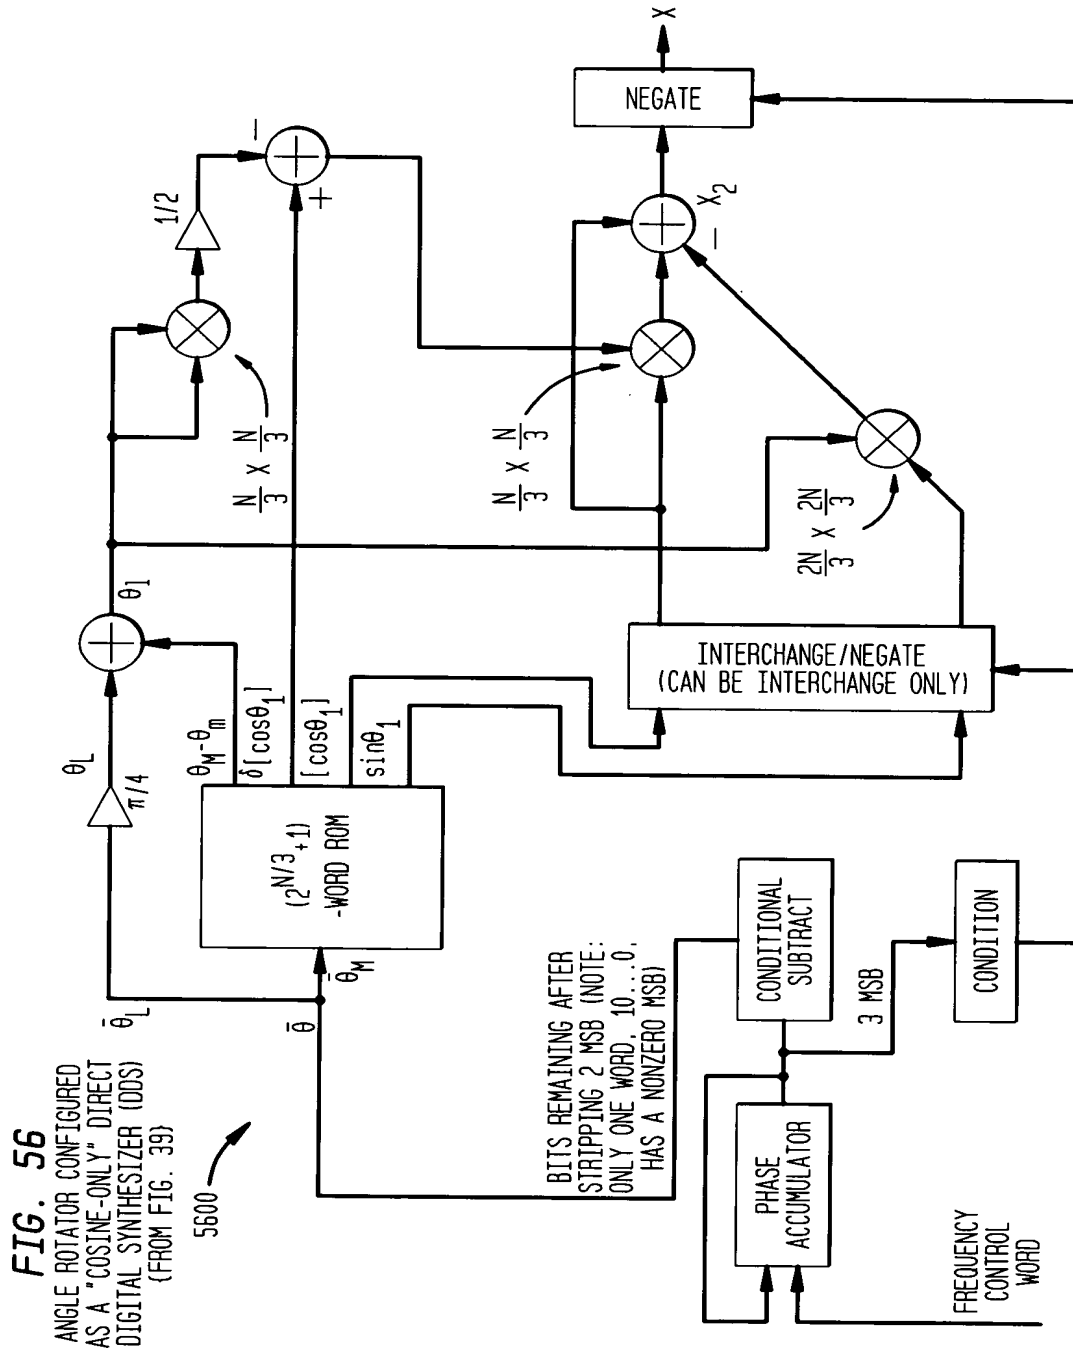 FIG. 56
ANGLE ROTATOR CONFIGURED
AS A "COSINE-ONLY" DIRECT
DIGITAL SYNTHESIZER (DDS)
(FROM FIG. 39)
5600
FREQUENCY
CONTROL
WORD
PHASE
ACCUMULATOR
3 MSB
CONDITIONAL
SUBTRACT
CONDITION
BITS REMAINING AFTER
STRIPPING 2 MSB (NOTE:
ONLY ONE WORD, 10...0,
HAS A NONZERO MSB)
θ̄
θ̄L
θ̄M
π/4
θL
(2^N/3+1)
-WORD ROM
θM-θm
δ[cosθ1]
[cosθ1]
sinθ1
θl
1/2
N/3 X N/3
−
+
N/3 X N/3
2N/3 X 2N/3
INTERCHANGE/NEGATE
(CAN BE INTERCHANGE ONLY)
−
X2
NEGATE
X